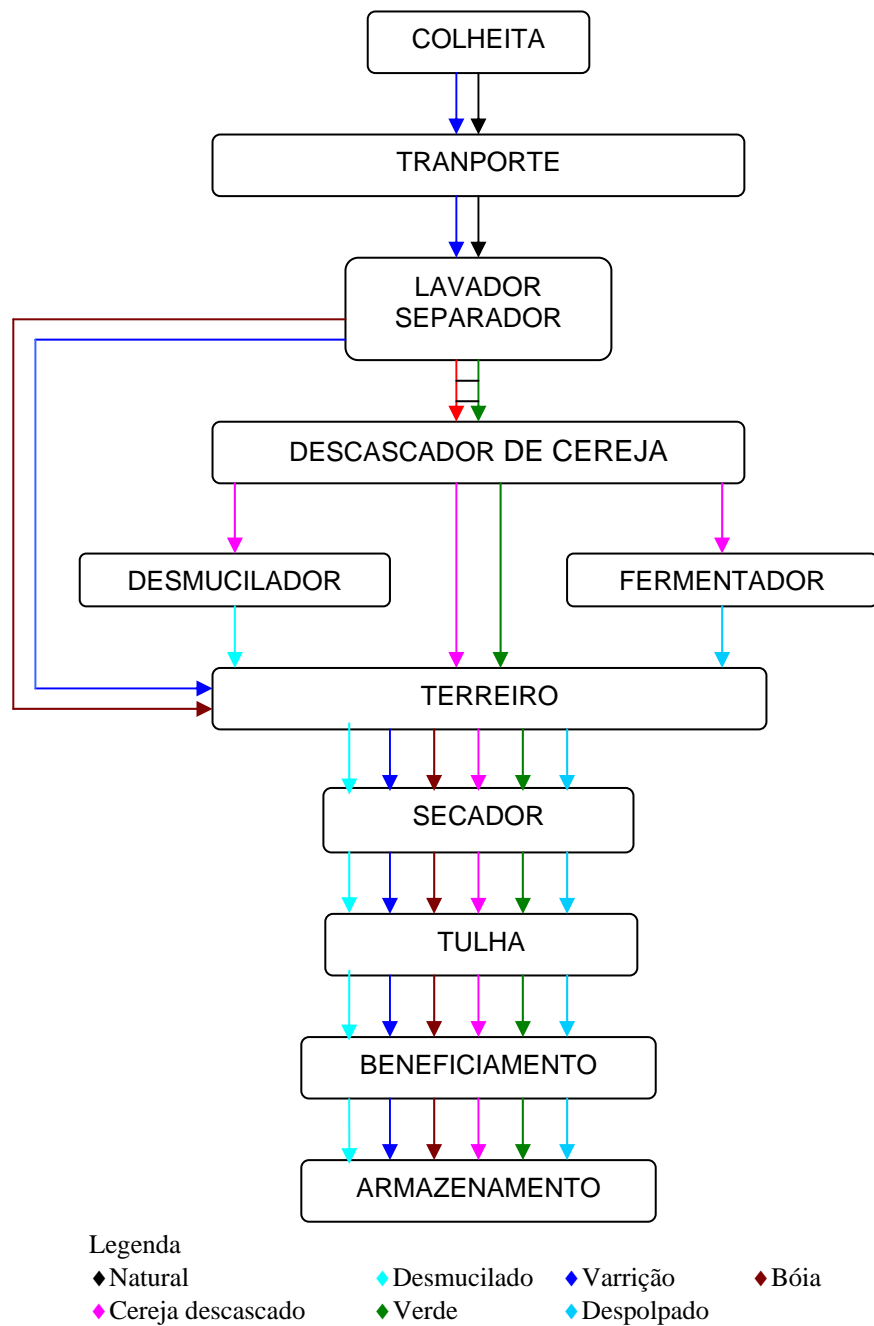 COLHEITA
TRANPORTE
LAVADOR
SEPARADOR
DESCASCADOR DE CEREJA
DESMUCILADOR
FERMENTADOR
TERREIRO
SECADOR
TULHA
BENEFICIAMENTO
ARMAZENAMENTO
Legenda
Natural Desmucilado Varrição Bóia
Cereja descascado Verde Despolpado